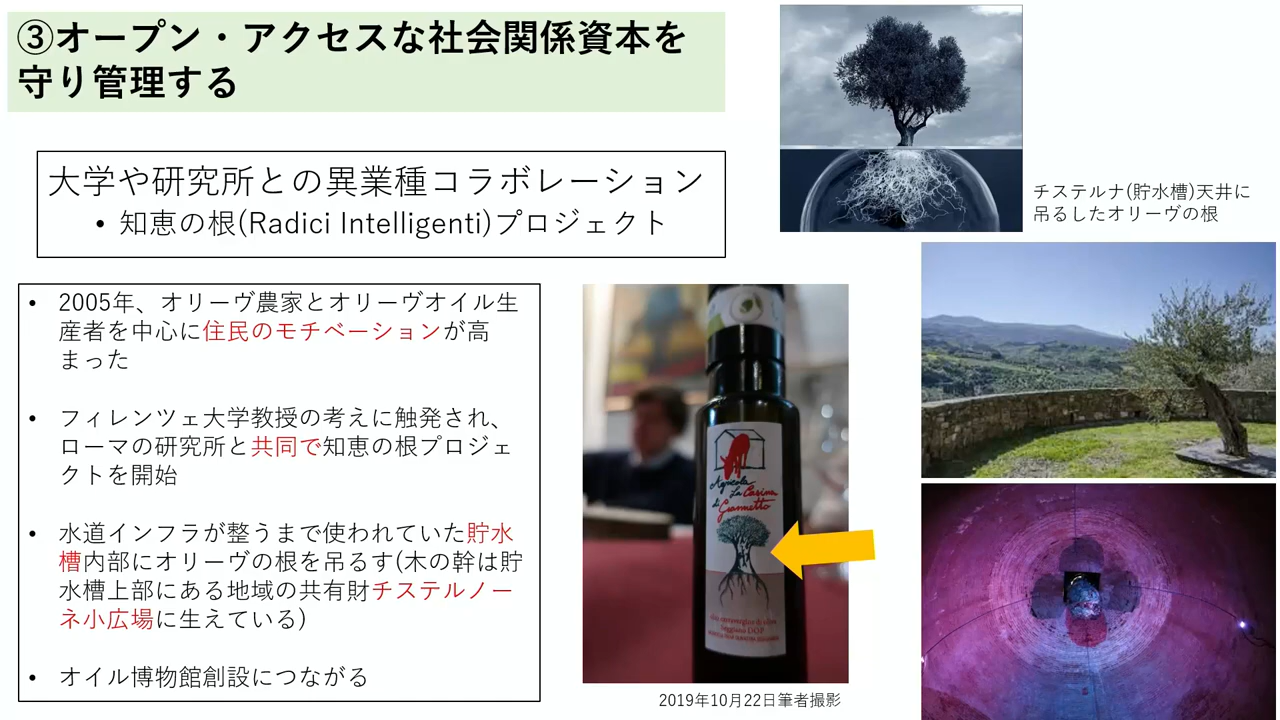 ③オープン・アクセスな社会関係資本を
守り管理する
大学や研究所との異業種コラボレーション
• 知恵の根(Radici Intelligenti)プロジェクト
チステルナ(貯水槽)天井に
吊るしたオリーヴの根
• 2005年、オリーヴ農家とオリーヴオイル生
産者を中心に住民のモチベーションが高
まった
• フィレンツェ大学教授の考えに触発され、
ローマの研究所と共同で知恵の根プロジェ
クトを開始
• 水道インフラが整うまで使われていた貯水
槽内部にオリーヴの根を吊るす(木の幹は貯
水槽上部にある地域の共有財チステルノー
ネ小広場に生えている)
• オイル博物館創設につながる
Agricola
La Casina
di Giannetto
Seggiano DOP
2019年10月22日筆者撮影